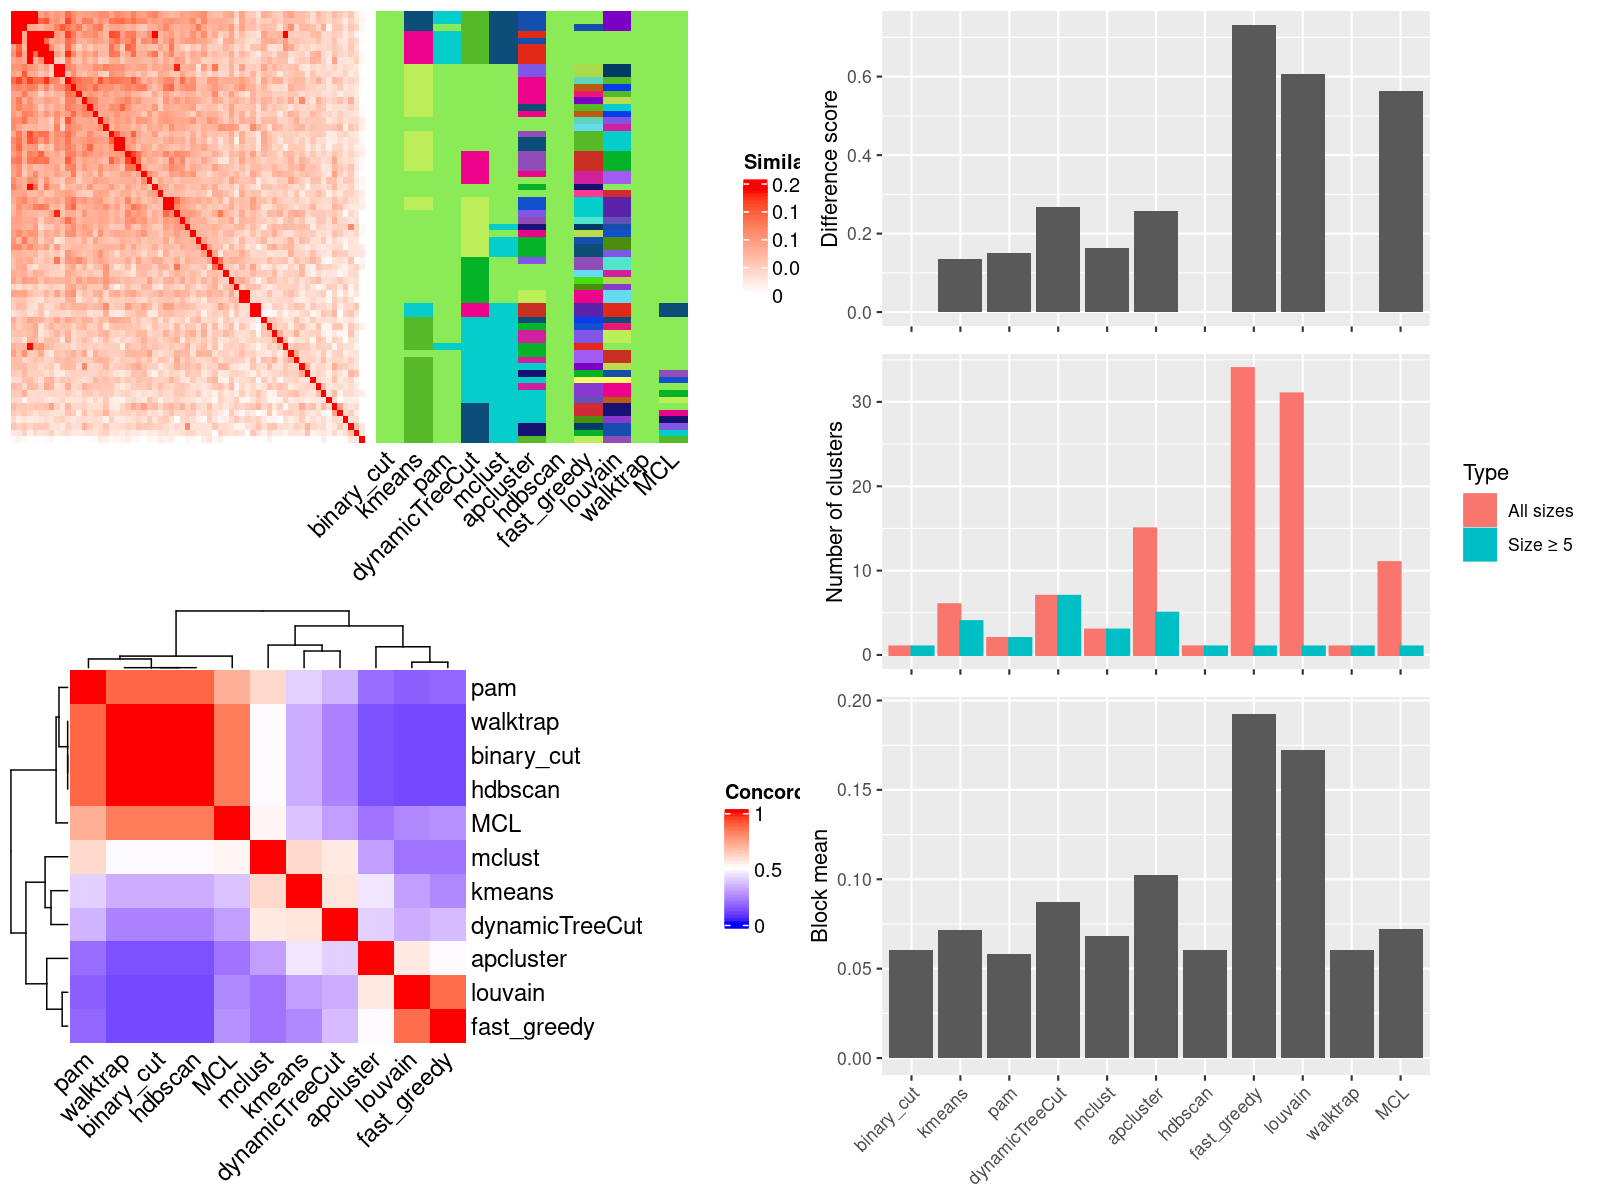 Simila
0.2
0.1
0.1
0.0
0
binary_cut
kmeans
pam
dynamicTreeCut
mclust
apcluster
hdbscan
fast_greedy
louvain
walktrap
MCL
pam
walktrap
binary_cut
hdbscan
MCL
mclust
kmeans
dynamicTreeCut
apcluster
louvain
fast_greedy
pam
walktrap
binary_cut
hdbscan
MCL
mclust
kmeans
dynamicTreeCut
apcluster
louvain
fast_greedy
Concord
1
0.5
0
Difference score
0.6
0.4
0.2
0.0
Number of clusters
30
20
10
0
Type
All sizes
Size ≥ 5
Block mean
0.20
0.15
0.10
0.05
0.00
binary_cut
kmeans
pam
dynamicTreeCut
mclust
apcluster
hdbscan
fast_greedy
louvain
walktrap
MCL